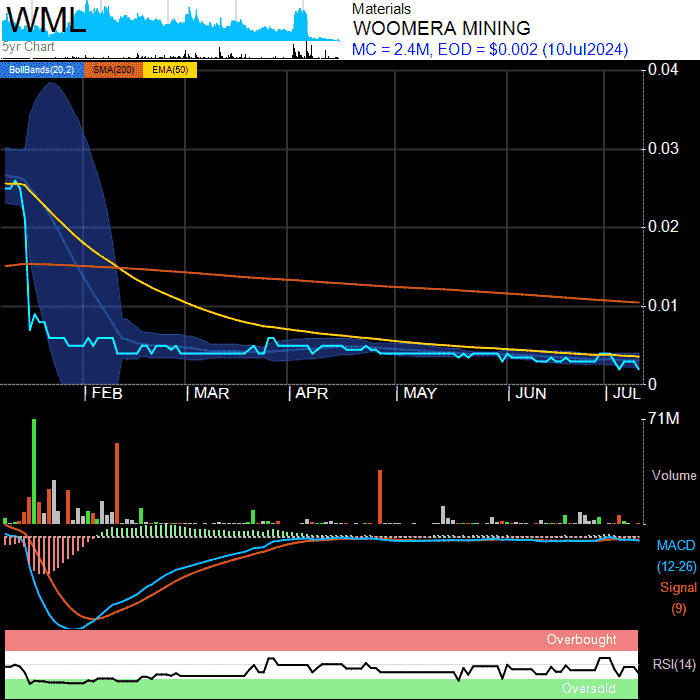 WML
5yr Chart
Materials
WOOMERA MINING
MC = 2.4M, EOD = $0.002 (10Jul2024)
BollBands(20,2) SMA(200) EMA(50)
0.04
0.03
0.02
0.01
0
FEB MAR APR MAY JUN JUL
71M
Volume
MACD
(12-26)
Signal
(9)
Overbought
RSI(14)
Oversold